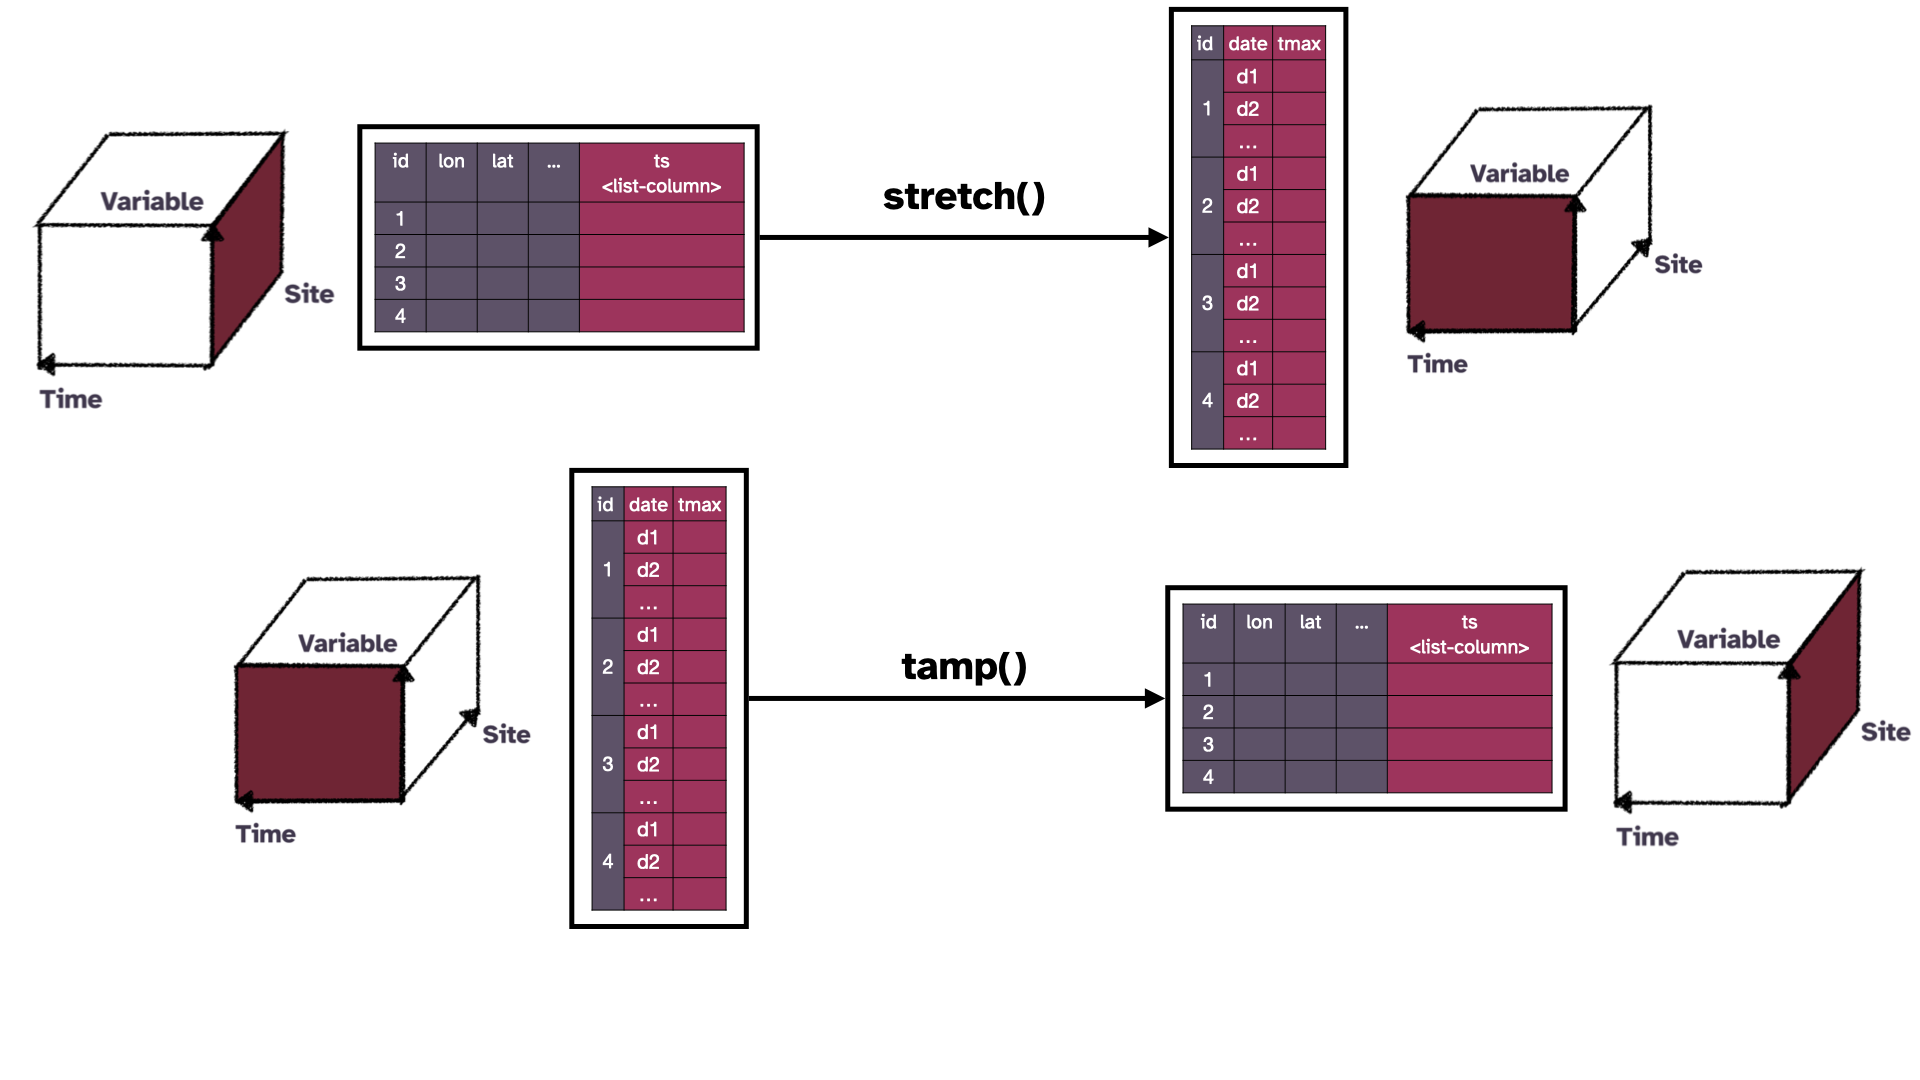 Variable
Site
Time
id lon lat ... ts
<list-column>
1
2
3
4
stretch()
id date tmax
d1
1 d2
...
d1
2 d2
...
d1
3 d2
...
d1
4 d2
...
Variable
Site
Time
Variable
Site
Time
id date tmax
d1
1 d2
...
d1
2 d2
...
d1
3 d2
...
d1
4 d2
...
tamp()
id lon lat ... ts
<list-column>
1
2
3
4
Variable
Site
Time